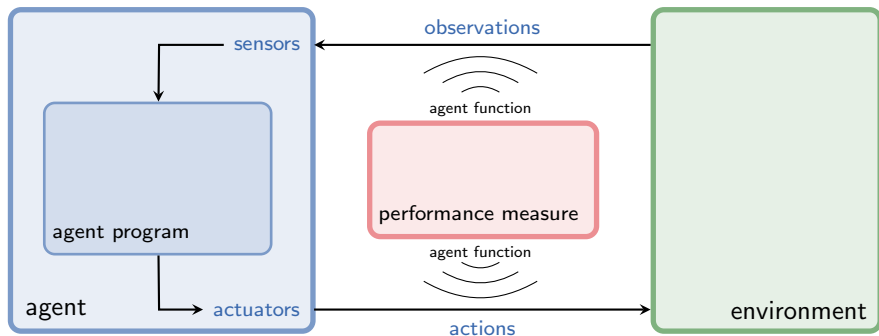 observations
sensors
agent function
agent program
performance measure
agent function
agent
actuators
environment
actions